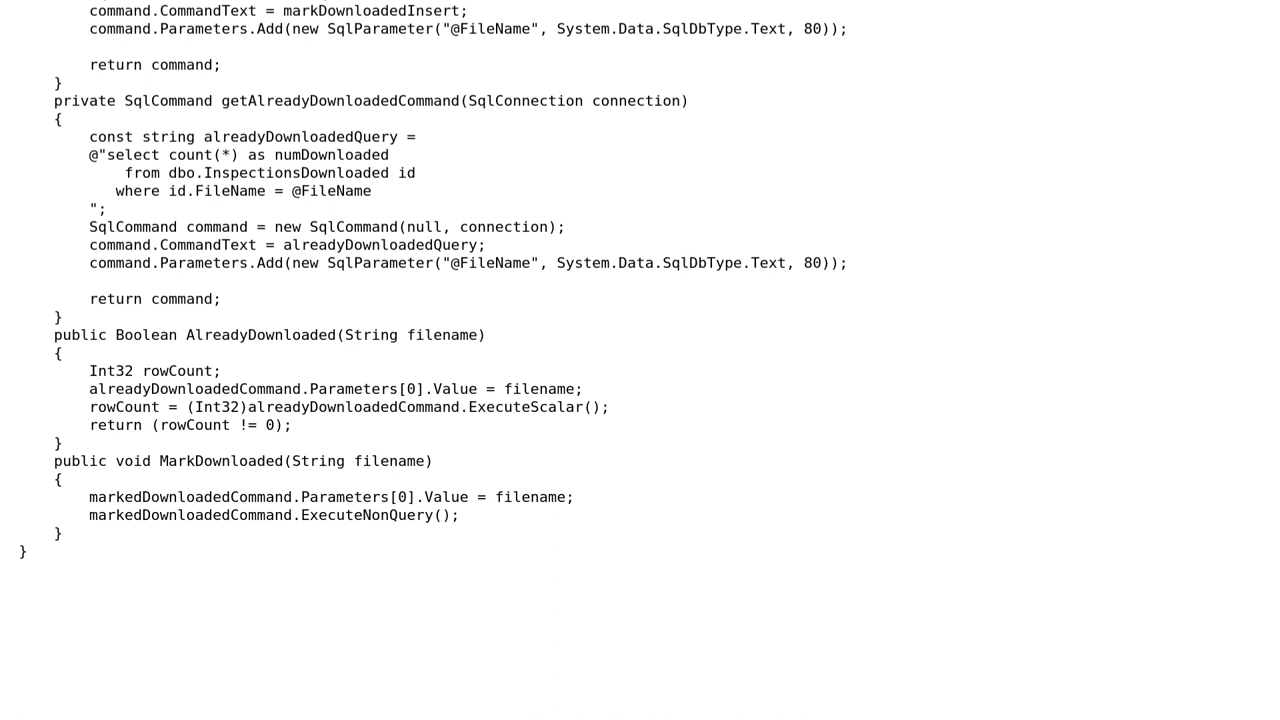 command.CommandText = markDownloadedInsert;
command.Parameters.Add(new SqlParameter("@FileName", System.Data.SqlDbType.Text, 80));
return command;
}
private SqlCommand getAlreadyDownloadedCommand(SqlConnection connection)
{
const string alreadyDownloadedQuery =
@"select count(*) as numDownloaded
from dbo.InspectionsDownloaded id
where id.FileName = @FileName
";
SqlCommand command = new SqlCommand(null, connection);
command.CommandText = alreadyDownloadedQuery;
command.Parameters.Add(new SqlParameter("@FileName", System.Data.SqlDbType.Text, 80));
return command;
}
public Boolean AlreadyDownloaded(String filename)
{
Int32 rowCount;
alreadyDownloadedCommand.Parameters[0].Value = filename;
rowCount = (Int32)alreadyDownloadedCommand.ExecuteScalar();
return (rowCount != 0);
}
public void MarkDownloaded(String filename)
{
markedDownloadedCommand.Parameters[0].Value = filename;
markedDownloadedCommand.ExecuteNonQuery();
}
}